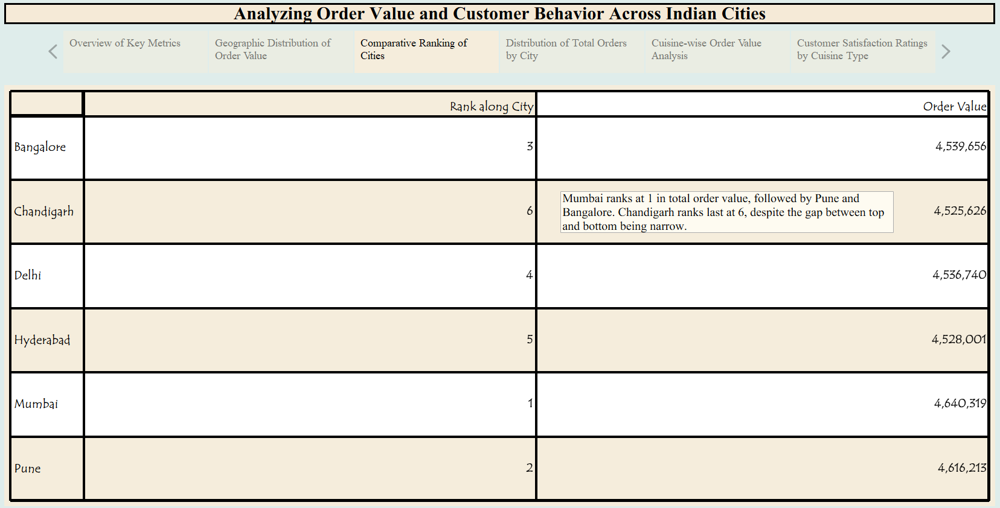 Analyzing Order Value and Customer Behavior Across Indian Cities
Overview of Key Metrics
Geographic Distribution of
Order Value
Comparative Ranking of
Cities
Distribution of Total Orders
by City
Cuisine-wise Order Value
Analysis
Customer Satisfaction Ratings
by Cuisine Type
Rank along City Order Value
Bangalore 3 4,539,656
Chandigarh 6 4,525,626
Mumbai ranks at 1 in total order value, followed by Pune and
Bangalore. Chandigarh ranks last at 6, despite the gap between top
and bottom being narrow.
Delhi 4 4,536,740
Hyderabad 5 4,528,001
Mumbai 1 4,640,319
Pune 2 4,616,213